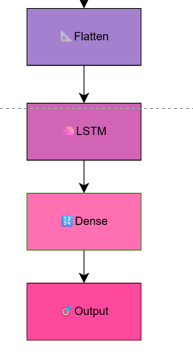 📐Flatten
🧠LSTM
🔢Dense
🎯Output